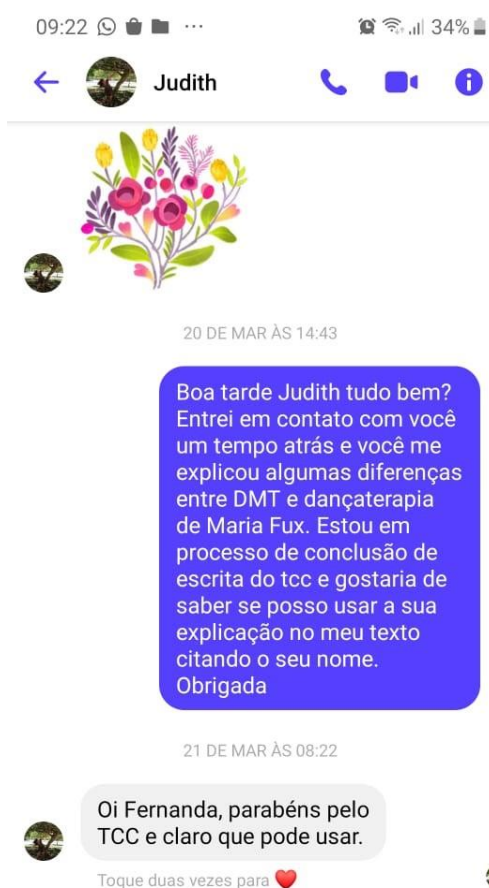 09:22 ... 34%
Judith
20 DE MAR ÀS 14:43
Boa tarde Judith tudo bem?
Entrei em contato com você
um tempo atrás e você me
explicou algumas diferenças
entre DMT e dançaterapia
de Maria Fux. Estou em
processo de conclusão de
escrita do tcc e gostaria de
saber se posso usar a sua
explicação no meu texto
citando o seu nome.
Obrigada
21 DE MAR ÀS 08:22
Oi Fernanda, parabéns pelo
TCC e claro que pode usar.
Toque duas vezes para ❤️